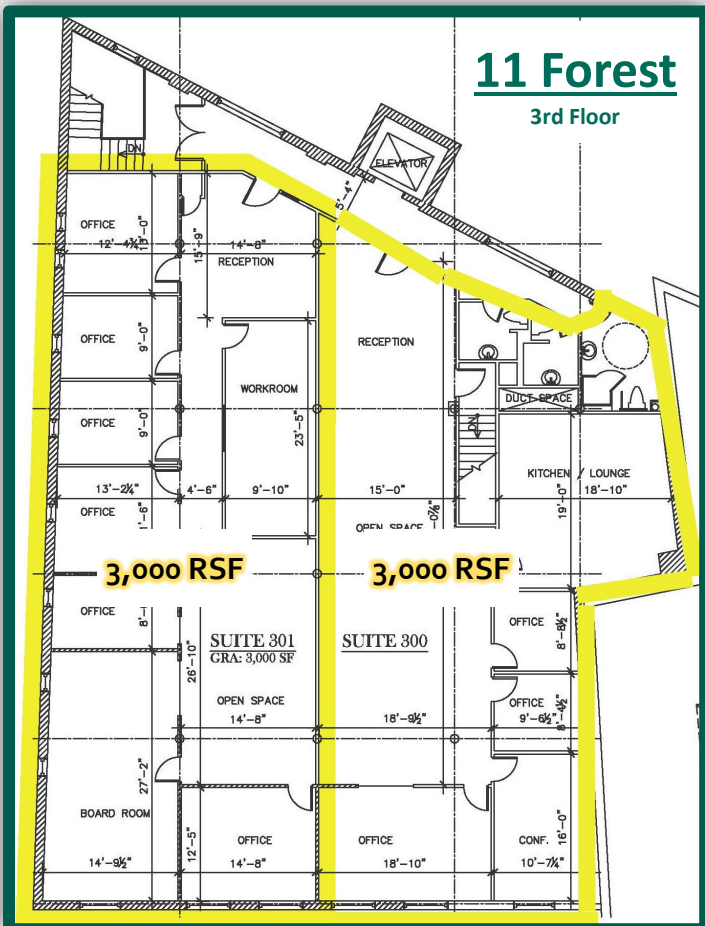 11 Forest
3rd Floor
DN
ELEVATOR
5'-4"
OFFICE
12'-4¾"
15'-9"
14'-8"
RECEPTION
OFFICE
9'-0"
RECEPTION
WORKROOM
23'-5"
DUCT SPACE
OFFICE
9'-0"
DN
KITCHEN / LOUNGE
13'-2¼"
4'-6"
9'-10"
15'-0"
19'-0"
18'-10"
OFFICE
OPEN SPACE
3,000 RSF
3,000 RSF
OFFICE
SUITE 301
GRA: 3,000 SF
SUITE 300
OFFICE
8'-8½"
26'-10"
OPEN SPACE
14'-8"
18'-9½"
OFFICE
9'-6½"
8'-4½"
27'-2"
BOARD ROOM
12'-5"
OFFICE
OFFICE
CONF.
16'-0"
14'-9½"
14'-8"
18'-10"
10'-7¼"